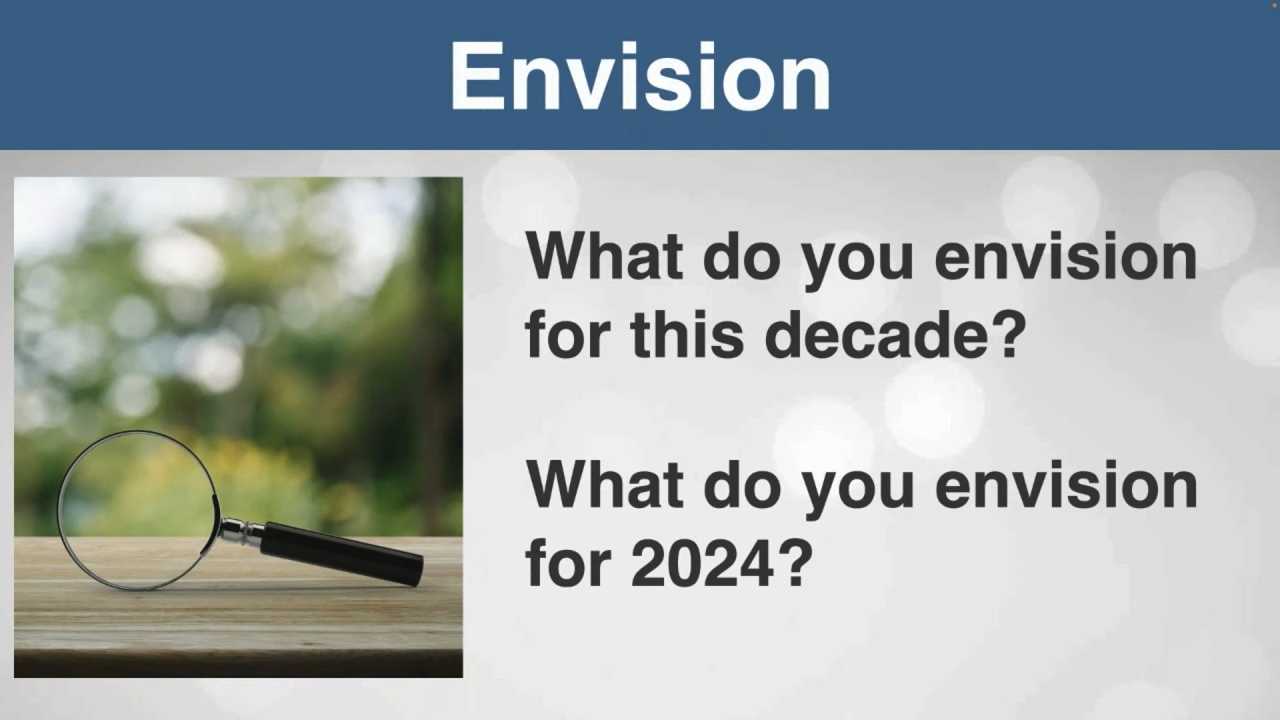 Envision
What do you envision
for this decade?
What do you envision
for 2024?